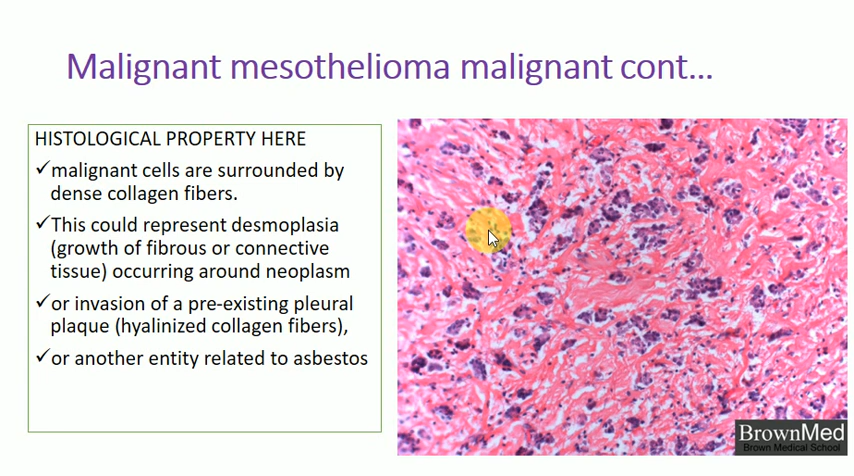 Malignant mesothelioma malignant cont...
HISTOLOGICAL PROPERTY HERE
✓malignant cells are surrounded by
dense collagen fibers.
✓This could represent desmoplasia
(growth of fibrous or connective
tissue) occurring around neoplasm
✓or invasion of a pre-existing pleural
plaque (hyalinized collagen fibers),
✓or another entity related to asbestos
BrownMed
Brown Medical School